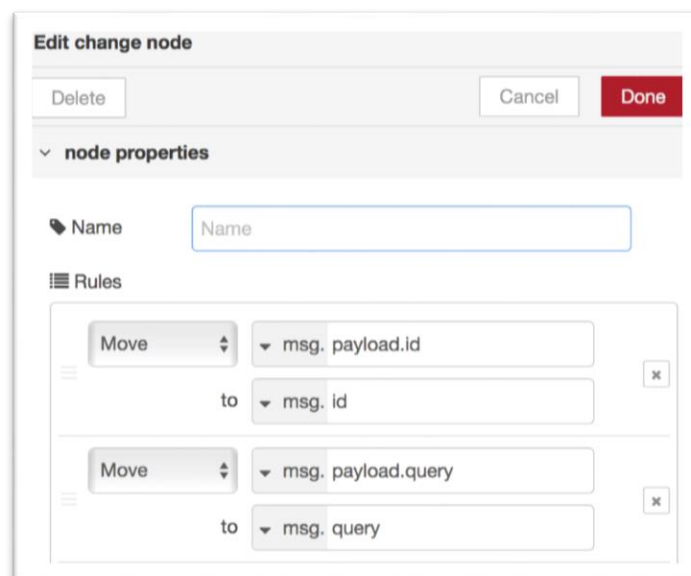 Edit change node
Delete Cancel Done
node properties
Name Name
Rules
Move msg. payload.id
to msg. id
Move msg. payload.query
to msg. query